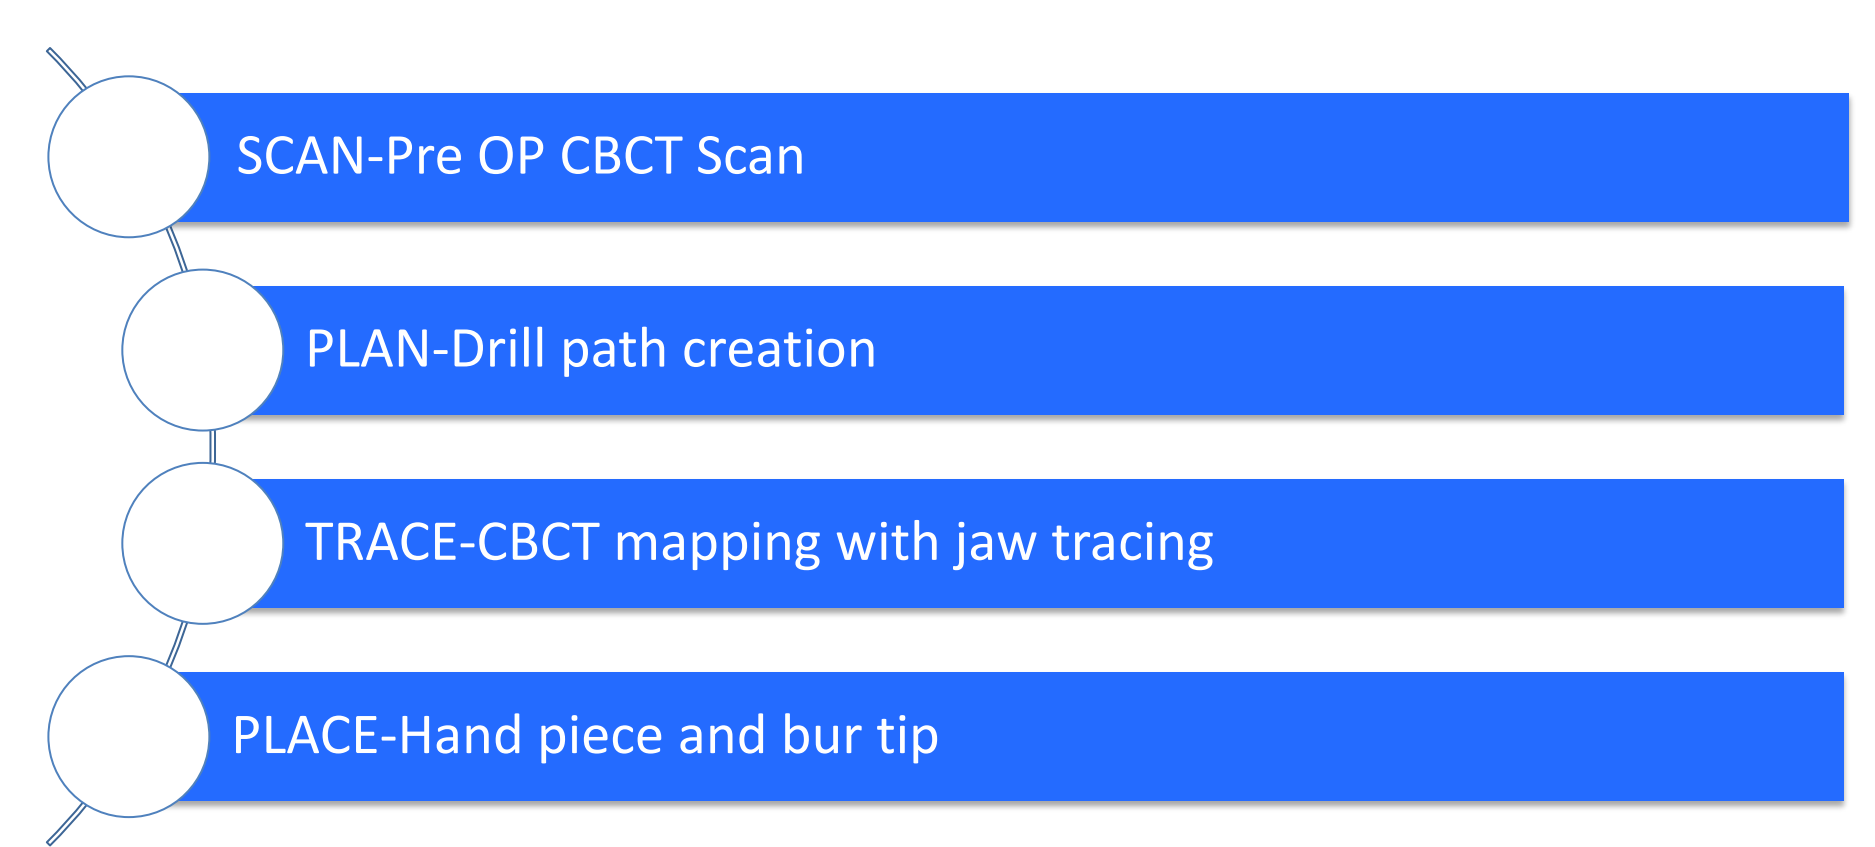 SCAN-Pre OP CBCT Scan
PLAN-Drill path creation
TRACE-CBCT mapping with jaw tracing
PLACE-Hand piece and bur tip